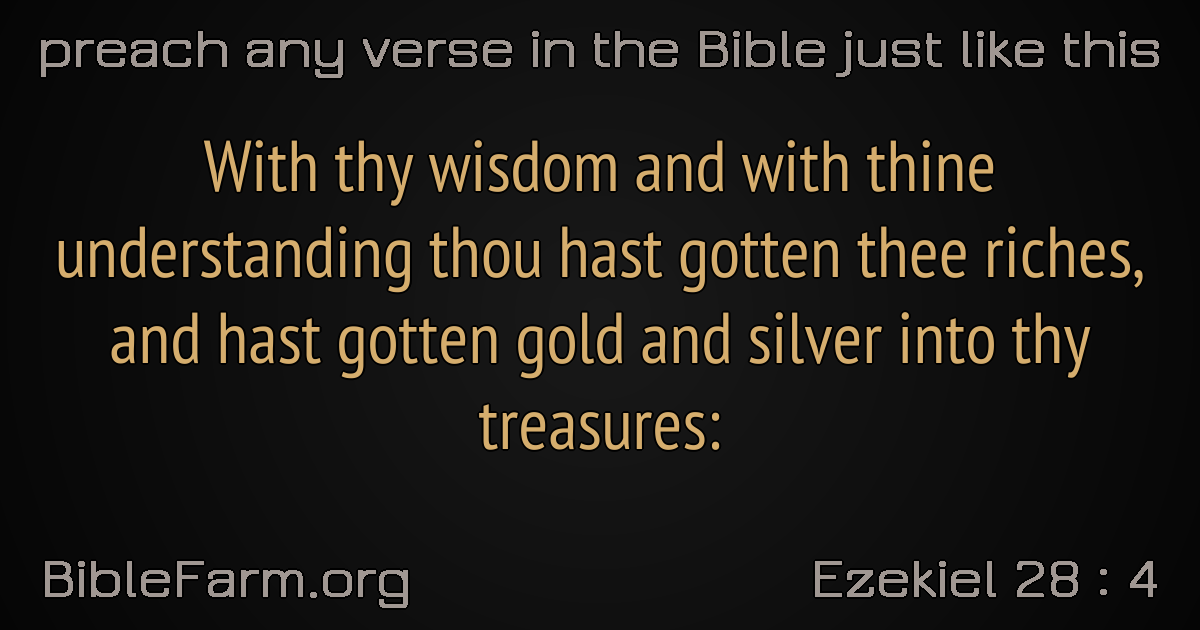 preach any verse in the Bible just like this
With thy wisdom and with thine
understanding thou hast gotten thee riches,
and hast gotten gold and silver into thy
treasures:
BibleFarm.org
Ezekiel 28 : 4